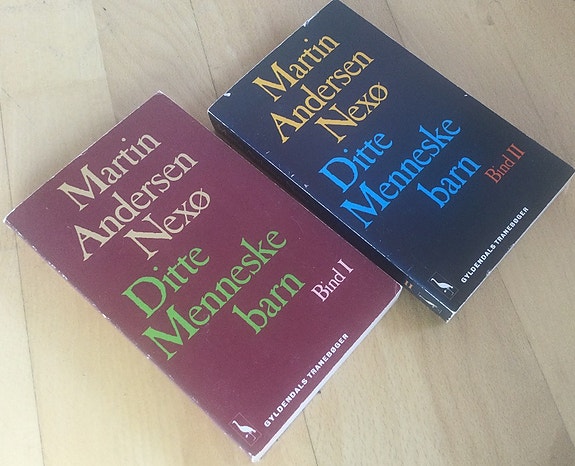 Martin
Andersen
Nexø
Ditte
Menneske
barn
Bind I
GYLDENDALS TRANEBØGER
Martin
Andersen
Nexø
Ditte
Menneske
barn
Bind II
GYLDENDALS TRANEBØGER